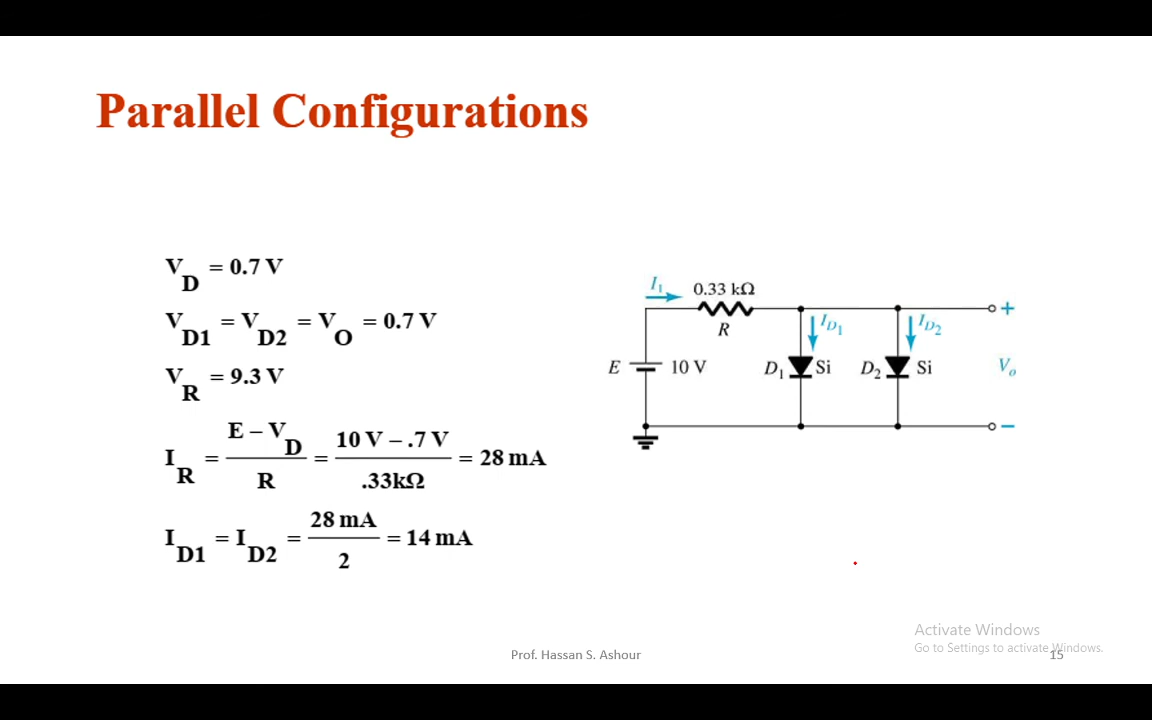 Parallel Configurations
V_D = 0.7 V
V_D1 = V_D2 = V_O = 0.7 V
V_R = 9.3 V
I_R = (E – V_D) / R = (10 V – .7 V) / .33kΩ = 28 mA
I_D1 = I_D2 = 28 mA / 2 = 14 mA
I₁ 0.33 kΩ
R
I_D₁ I_D₂
+
E 10 V D₁ Si D₂ Si V_o
–
Activate Windows
Go to Settings to activate Windows.
Prof. Hassan S. Ashour
15